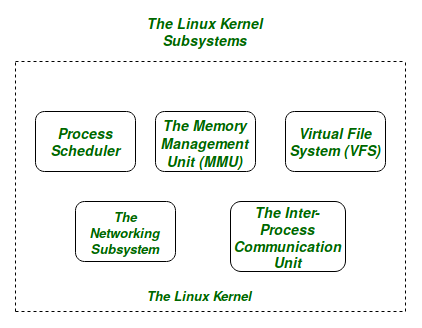 The Linux Kernel
Subsystems
Process
Scheduler
The Memory
Management
Unit (MMU)
Virtual File
System (VFS)
The
Networking
Subsystem
The Inter-
Process
Communication
Unit
The Linux Kernel